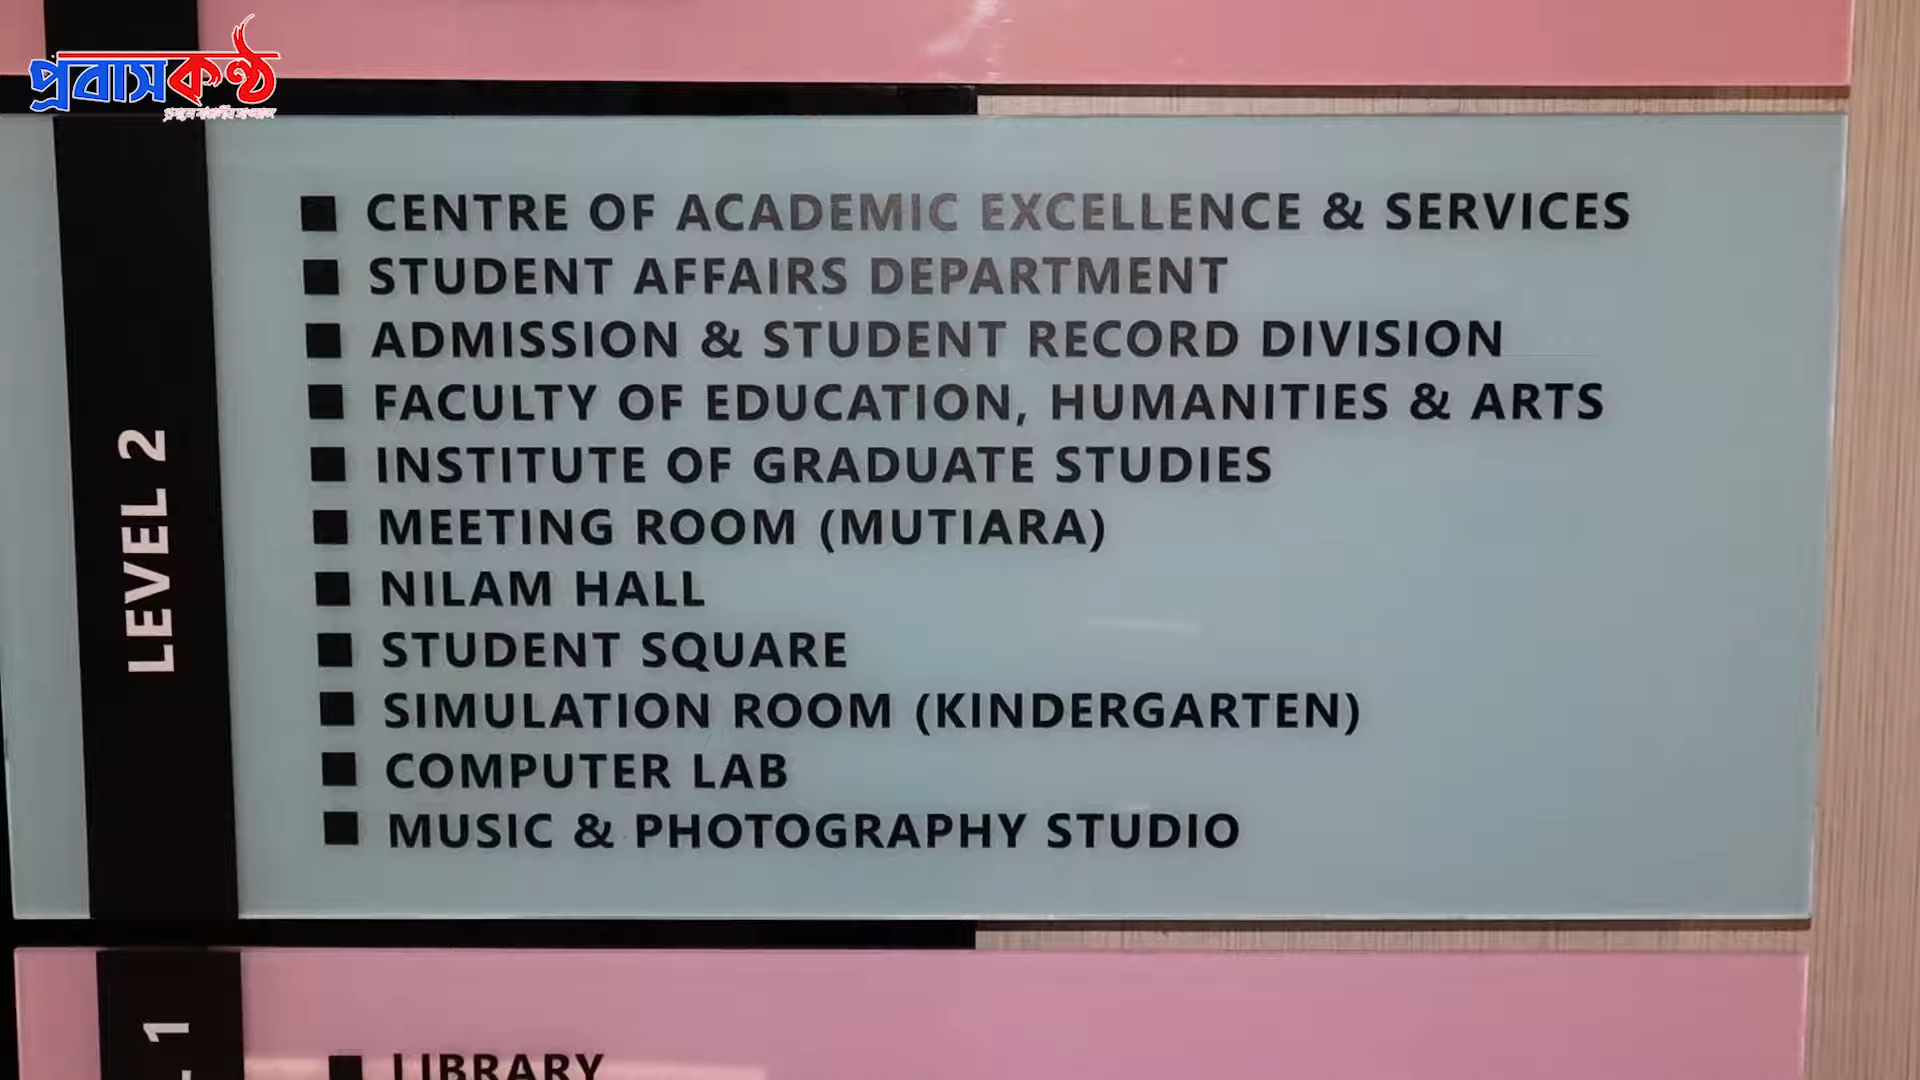 প্রবাস কণ্ঠ
CENTRE OF ACADEMIC EXCELLENCE & SERVICES
STUDENT AFFAIRS DEPARTMENT
ADMISSION & STUDENT RECORD DIVISION
FACULTY OF EDUCATION, HUMANITIES & ARTS
INSTITUTE OF GRADUATE STUDIES
MEETING ROOM (MUTIARA)
NILAM HALL
STUDENT SQUARE
SIMULATION ROOM (KINDERGARTEN)
COMPUTER LAB
MUSIC & PHOTOGRAPHY STUDIO
LEVEL 2
LIBRARY
1